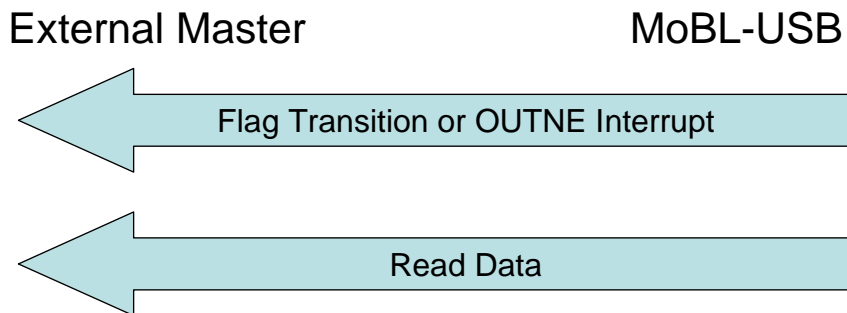 External Master MoBL-USB
Flag Transition or OUTNE Interrupt
Read Data